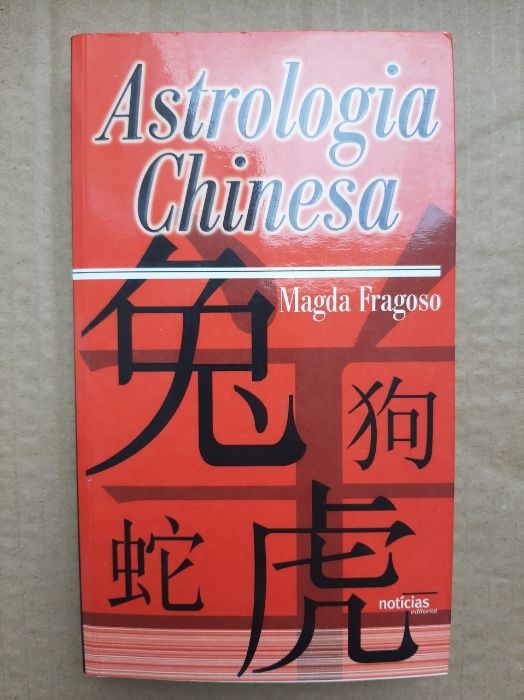 Astrologia
Chinesa
Magda Fragoso
兔
狗
蛇
虎
notícias
editorial